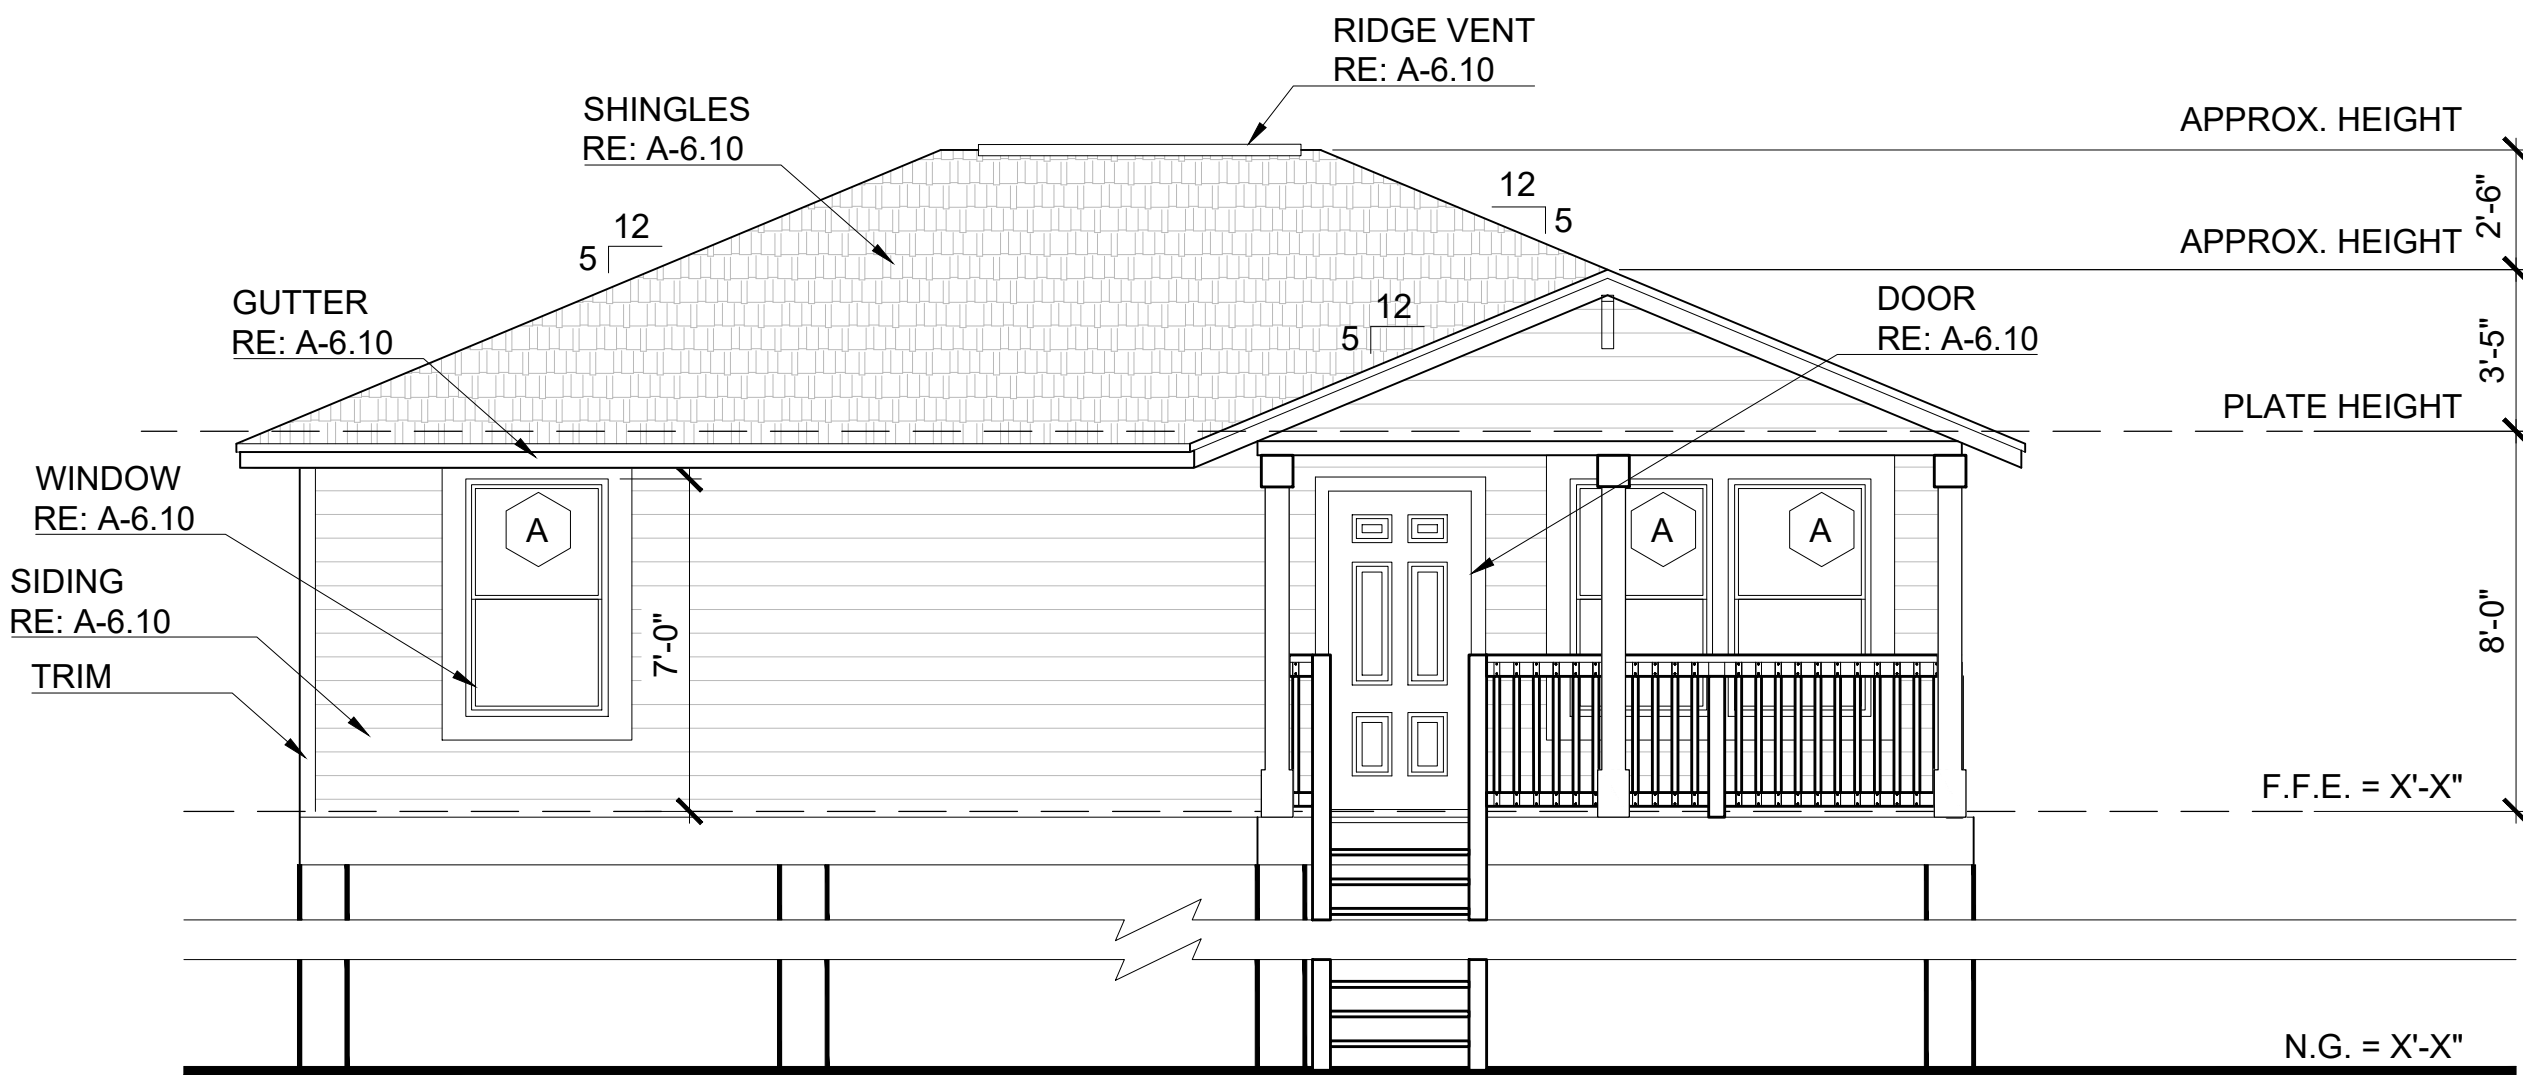 RIDGE VENT
RE: A-6.10
SHINGLES
RE: A-6.10
APPROX. HEIGHT
12
5
2'-6"
12
5
APPROX. HEIGHT
GUTTER
RE: A-6.10
12
5
DOOR
RE: A-6.10
3'-5"
PLATE HEIGHT
WINDOW
RE: A-6.10
A
A
A
SIDING
RE: A-6.10
7'-0"
8'-0"
TRIM
F.F.E. = X'-X"
N.G. = X'-X"